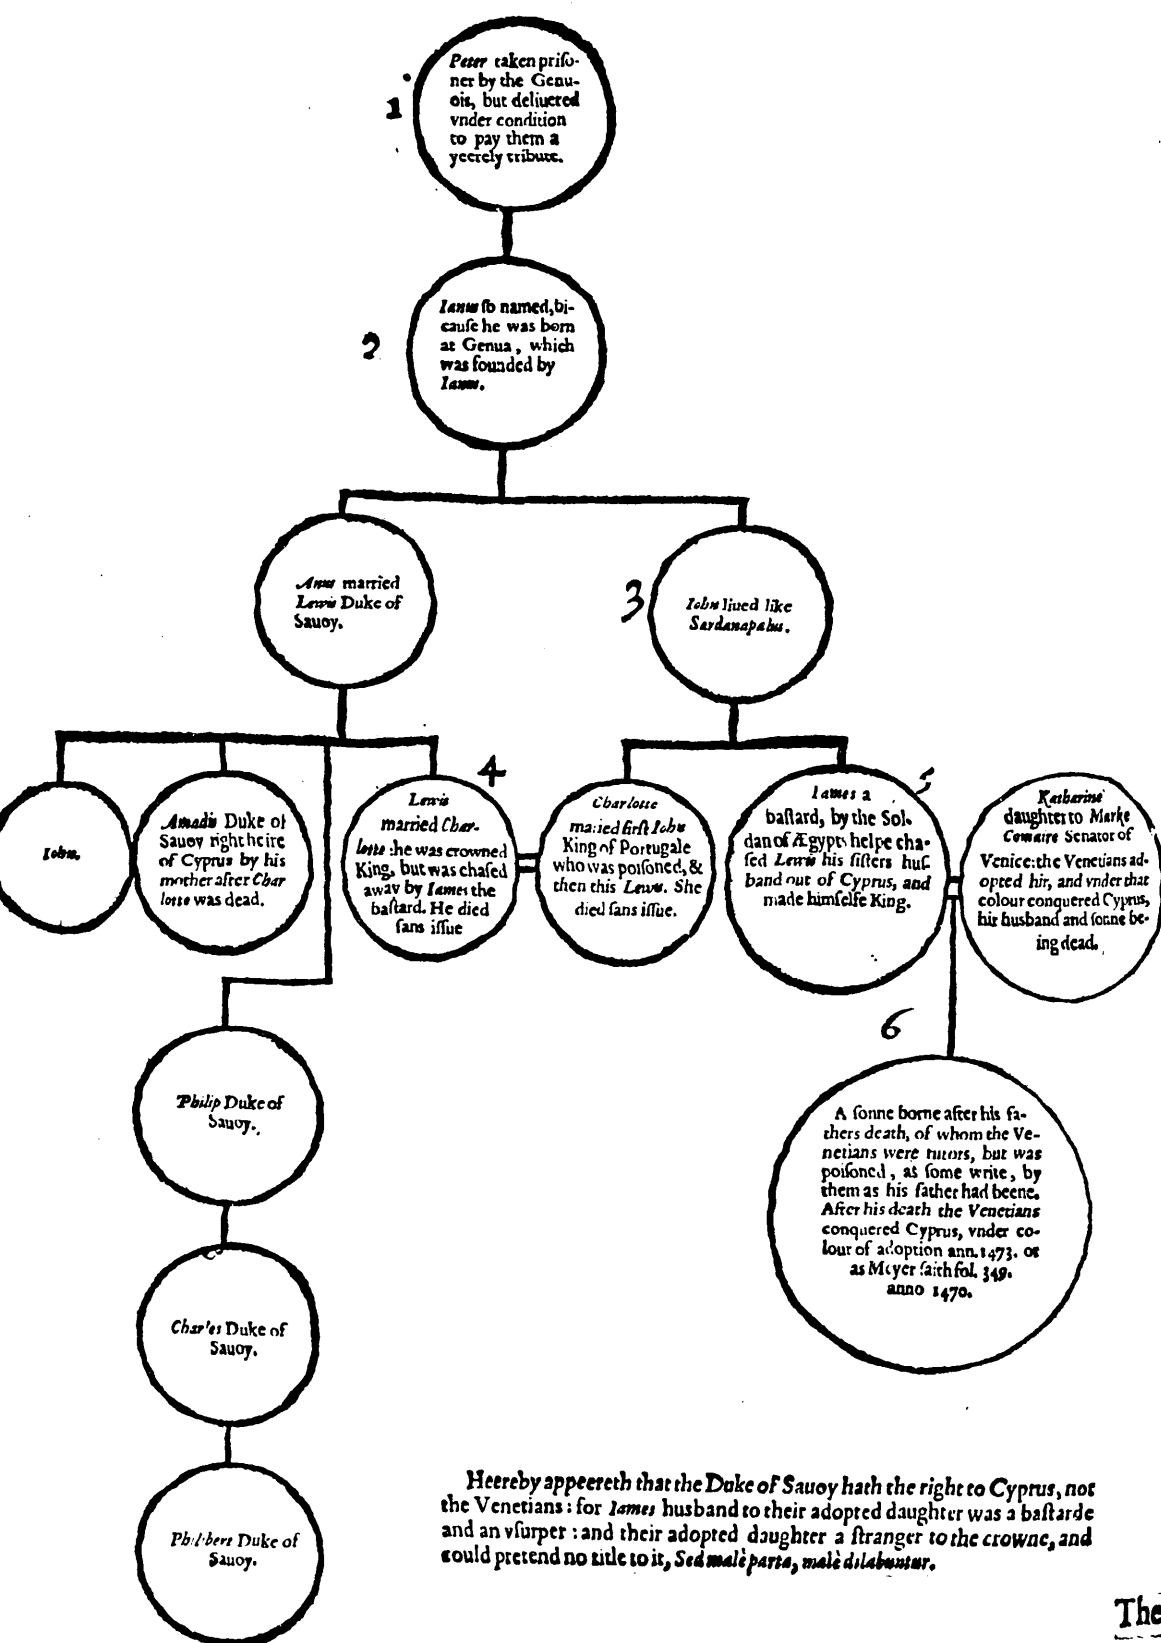 1
Peter taken priſo-
ner by the Genu-
ois, but deliuered
vnder condition
to pay them a
yeerely tribute.
2
Ianus ſo named, bi-
cauſe he was born
at Genua, which
was founded by
Ianus.
Anne married
Lewis Duke of
Sauoy.
3
Iohn liued like
Sardanapalus.
Iohn.
Amadis Duke of
Sauoy right heire
of Cyprus by his
mother after Char
lotte was dead.
4
Lewis
married Char-
lotte: he was crowned
King, but was chaſed
away by Iames the
baſtard. He died
ſans iſſue
Charlotte
maried firſt Iohn
King of Portugale
who was poiſoned, &
then this Lewis. She
died ſans iſſue.
5
Iames a
baſtard, by the Sol-
dan of Ægypts helpe cha-
ſed Lewis his ſiſters huſ-
band out of Cyprus, and
made himſelfe King.
Katharine
daughter to Marke
Cornaire Senator of
Venice: the Venetians ad-
opted hir, and vnder that
colour conquered Cyprus,
hir husband and ſonne be-
ing dead.
6
A ſonne borne after his fa-
thers death, of whom the Ve-
netians were tutors, but was
poiſoned, as ſome write, by
them as his father had beene.
After his death the Venetians
conquered Cyprus, vnder co-
lour of adoption ann. 1473. or
as Meyer ſaith fol. 349.
anno 1470.
Philip Duke of
Sauoy.
Charles Duke of
Sauoy.
Philibert Duke of
Sauoy.
Heereby appeereth that the Duke of Sauoy hath the right to Cyprus, not
the Venetians: for Iames husband to their adopted daughter was a baſtarde
and an vſurper: and their adopted daughter a ſtranger to the crowne, and
could pretend no title to it, Sed malè parta, malè dilabuntur.
The